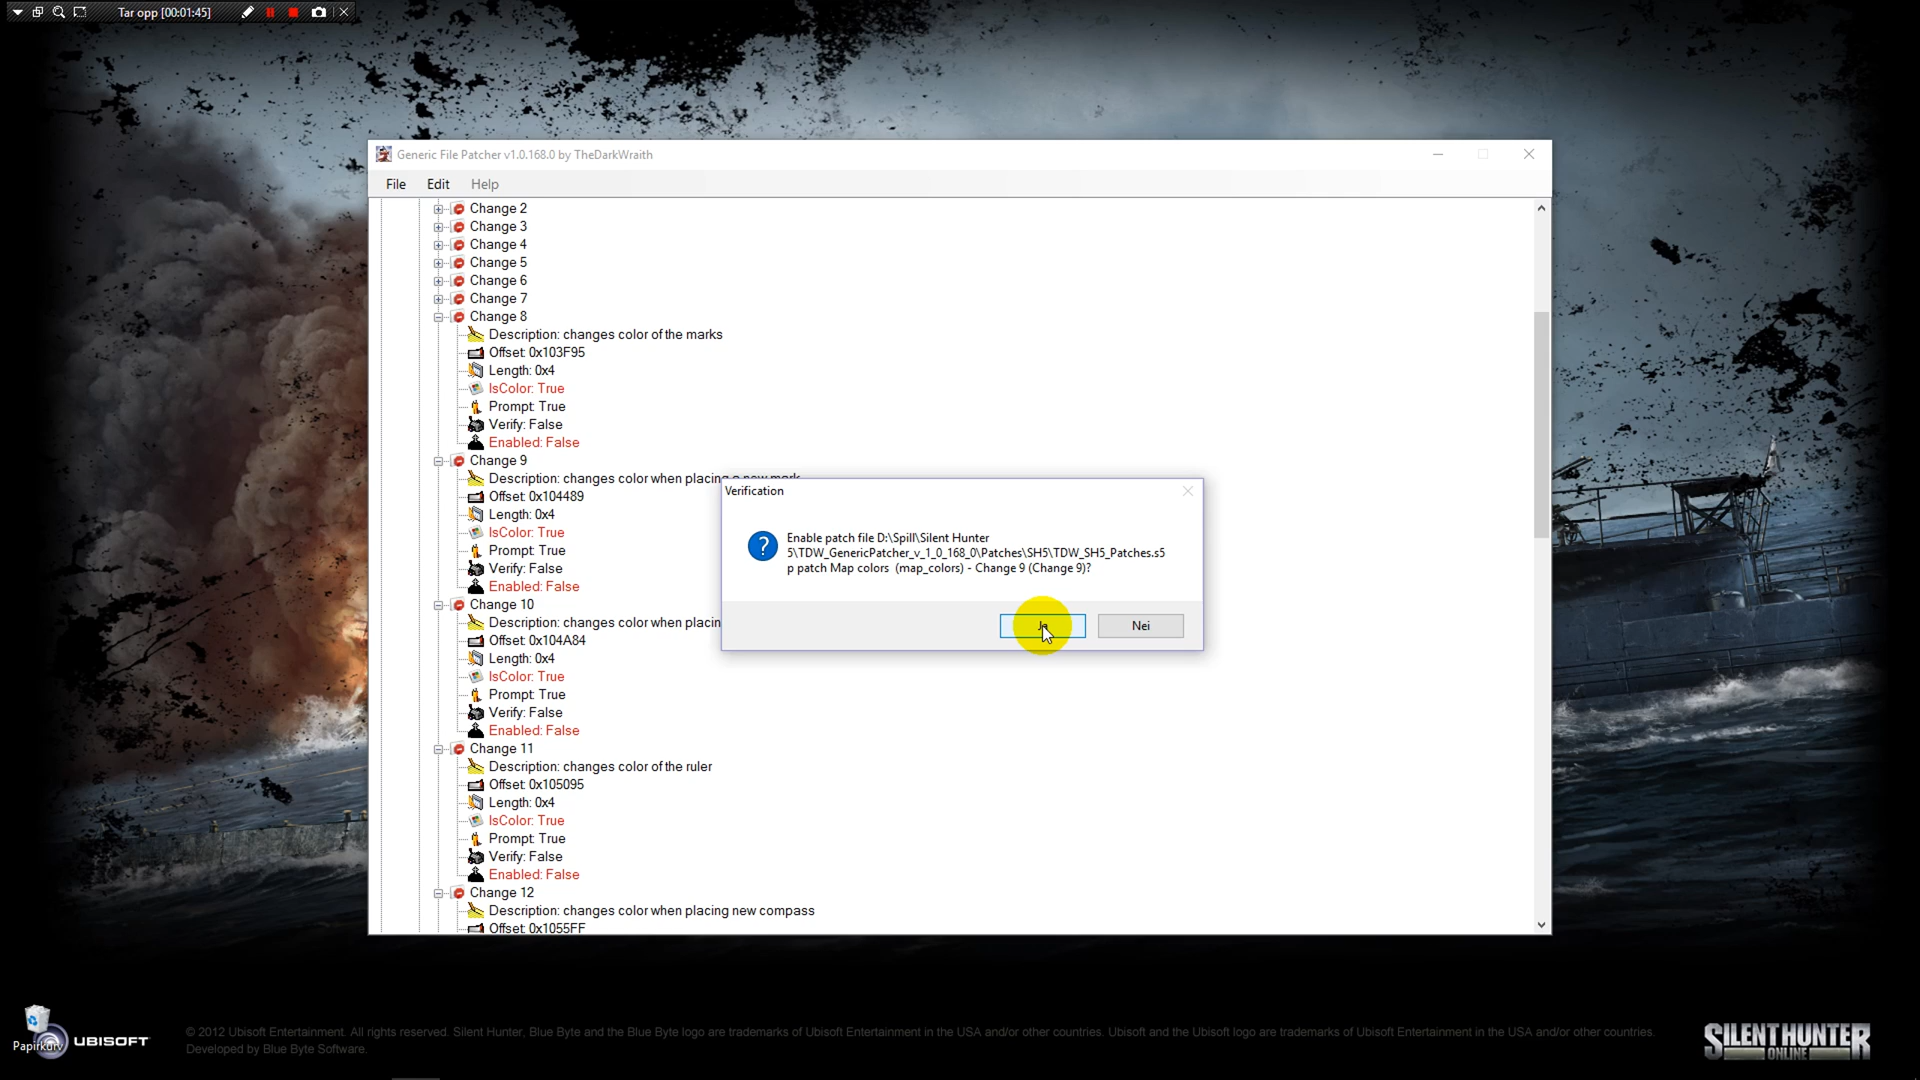 Tar opp [00:01:45]
Generic File Patcher v1.0.168.0 by TheDarkWraith
File Edit Help
Change 2
Change 3
Change 4
Change 5
Change 6
Change 7
Change 8
Description: changes color of the marks
Offset: 0x103F95
Length: 0x4
IsColor: True
Prompt: True
Verify: False
Enabled: False
Change 9
Description: changes color when placing a new mark
Offset: 0x104489
Length: 0x4
IsColor: True
Prompt: True
Verify: False
Enabled: False
Change 10
Description: changes color when placin
Offset: 0x104A84
Length: 0x4
IsColor: True
Prompt: True
Verify: False
Enabled: False
Change 11
Description: changes color of the ruler
Offset: 0x105095
Length: 0x4
IsColor: True
Prompt: True
Verify: False
Enabled: False
Change 12
Description: changes color when placing new compass
Offset: 0x1055FF
Verification
Enable patch file D:\Spill\Silent Hunter
5\TDW_GenericPatcher_v_1_0_168_0\Patches\SH5\TDW_SH5_Patches.s5
p patch Map colors (map_colors) - Change 9 (Change 9)?
Ja Nei
Papirkurv
UBISOFT
© 2012 Ubisoft Entertainment. All rights reserved. Silent Hunter, Blue Byte and the Blue Byte logo are trademarks of Ubisoft Entertainment in the USA and/or other countries. Ubisoft and the Ubisoft logo are trademarks of Ubisoft Entertainment in the USA and/or other countries.
Developed by Blue Byte Software.
SILENT HUNTER
ONLINE